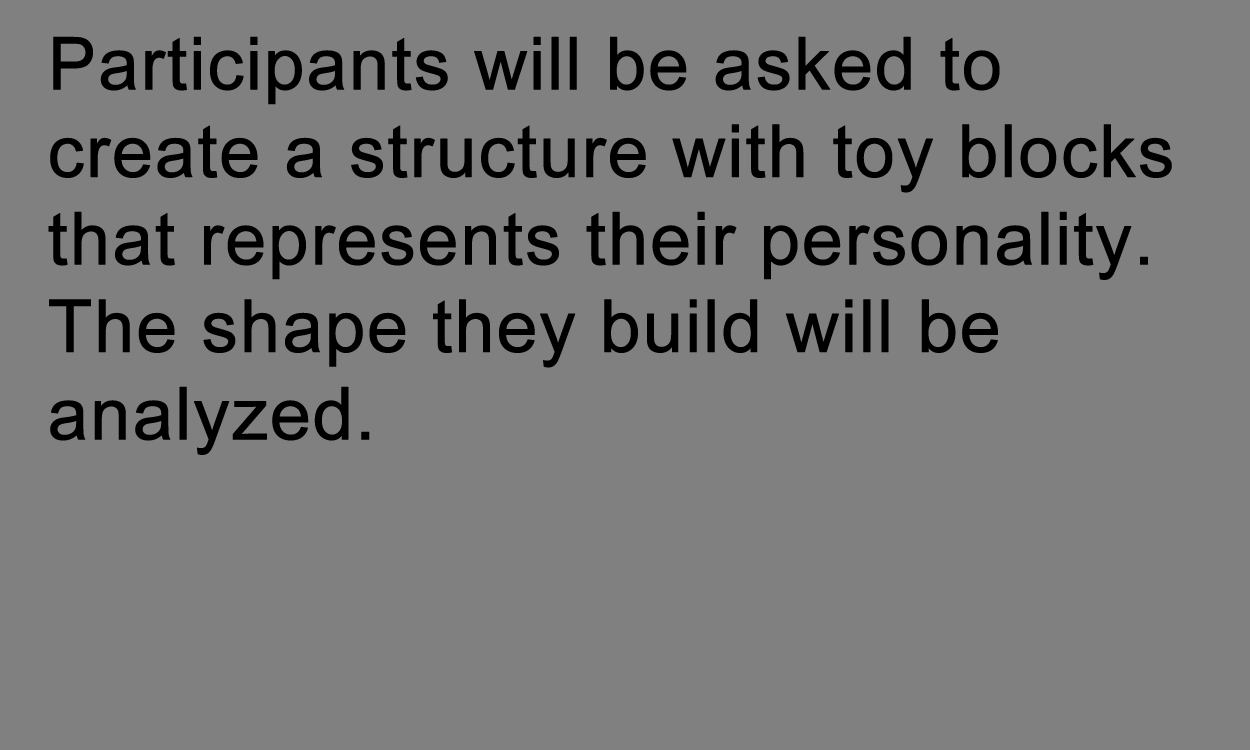 Participants will be asked to
create a structure with toy blocks
that represents their personality.
The shape they build will be
analyzed.